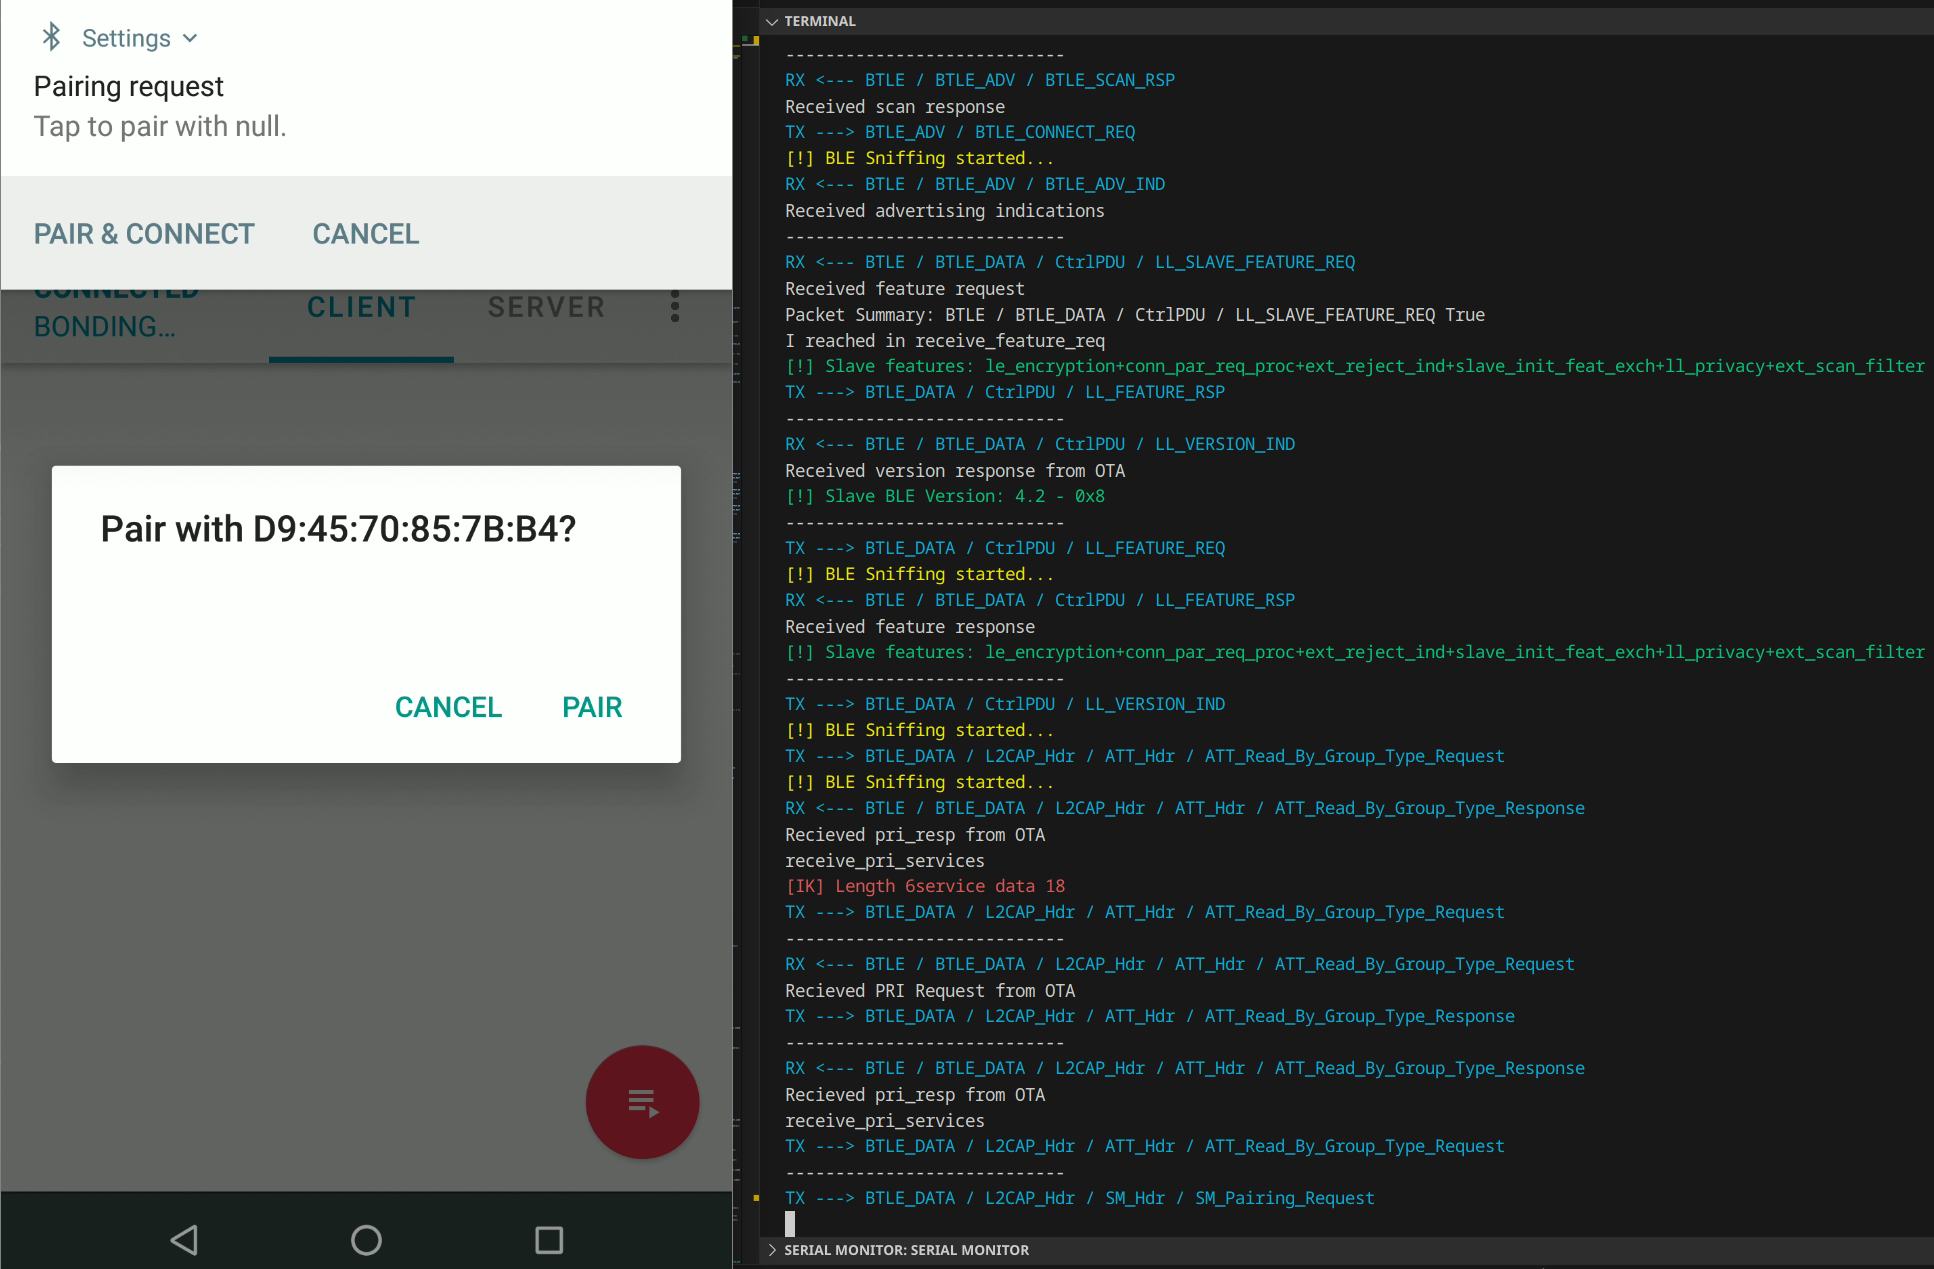 Settings
Pairing request
Tap to pair with null.
PAIR & CONNECT CANCEL
CONNECTED
BONDING...
CLIENT SERVER
Pair with D9:45:70:85:7B:B4?
CANCEL PAIR
TERMINAL
----------------------------
RX <--- BTLE / BTLE_ADV / BTLE_SCAN_RSP
Received scan response
TX ---> BTLE_ADV / BTLE_CONNECT_REQ
[!] BLE Sniffing started...
RX <--- BTLE / BTLE_ADV / BTLE_ADV_IND
Received advertising indications
----------------------------
RX <--- BTLE / BTLE_DATA / CtrlPDU / LL_SLAVE_FEATURE_REQ
Received feature request
Packet Summary: BTLE / BTLE_DATA / CtrlPDU / LL_SLAVE_FEATURE_REQ True
I reached in receive_feature_req
[!] Slave features: le_encryption+conn_par_req_proc+ext_reject_ind+slave_init_feat_exch+ll_privacy+ext_scan_filter
TX ---> BTLE_DATA / CtrlPDU / LL_FEATURE_RSP
----------------------------
RX <--- BTLE / BTLE_DATA / CtrlPDU / LL_VERSION_IND
Received version response from OTA
[!] Slave BLE Version: 4.2 - 0x8
----------------------------
TX ---> BTLE_DATA / CtrlPDU / LL_FEATURE_REQ
[!] BLE Sniffing started...
RX <--- BTLE / BTLE_DATA / CtrlPDU / LL_FEATURE_RSP
Received feature response
[!] Slave features: le_encryption+conn_par_req_proc+ext_reject_ind+slave_init_feat_exch+ll_privacy+ext_scan_filter
----------------------------
TX ---> BTLE_DATA / CtrlPDU / LL_VERSION_IND
[!] BLE Sniffing started...
TX ---> BTLE_DATA / L2CAP_Hdr / ATT_Hdr / ATT_Read_By_Group_Type_Request
[!] BLE Sniffing started...
RX <--- BTLE / BTLE_DATA / L2CAP_Hdr / ATT_Hdr / ATT_Read_By_Group_Type_Response
Recieved pri_resp from OTA
receive_pri_services
[IK] Length 6service data 18
TX ---> BTLE_DATA / L2CAP_Hdr / ATT_Hdr / ATT_Read_By_Group_Type_Request
----------------------------
RX <--- BTLE / BTLE_DATA / L2CAP_Hdr / ATT_Hdr / ATT_Read_By_Group_Type_Request
Recieved PRI Request from OTA
TX ---> BTLE_DATA / L2CAP_Hdr / ATT_Hdr / ATT_Read_By_Group_Type_Response
----------------------------
RX <--- BTLE / BTLE_DATA / L2CAP_Hdr / ATT_Hdr / ATT_Read_By_Group_Type_Response
Recieved pri_resp from OTA
receive_pri_services
TX ---> BTLE_DATA / L2CAP_Hdr / ATT_Hdr / ATT_Read_By_Group_Type_Request
----------------------------
TX ---> BTLE_DATA / L2CAP_Hdr / SM_Hdr / SM_Pairing_Request
SERIAL MONITOR: SERIAL MONITOR